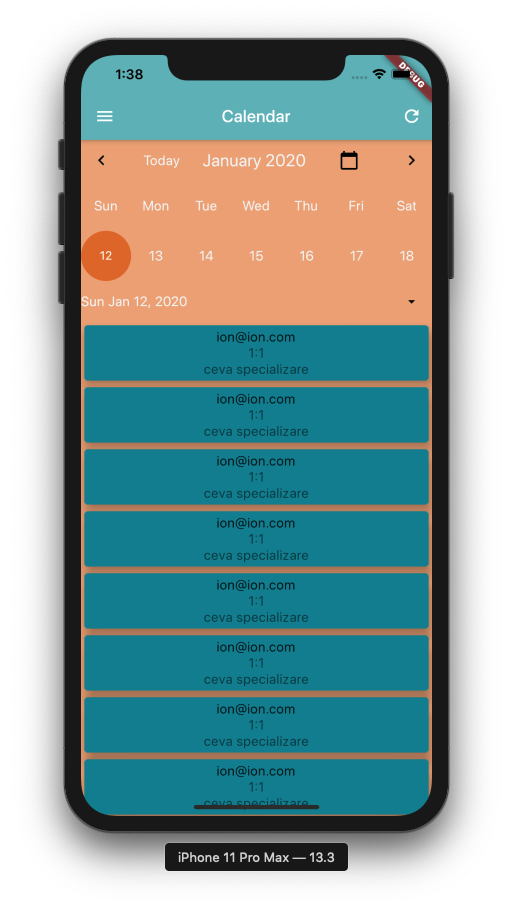 1:38
DEBUG
Calendar
Today January 2020
Sun Mon Tue Wed Thu Fri Sat
12 13 14 15 16 17 18
Sun Jan 12, 2020
ion@ion.com
1:1
ceva specializare
ion@ion.com
1:1
ceva specializare
ion@ion.com
1:1
ceva specializare
ion@ion.com
1:1
ceva specializare
ion@ion.com
1:1
ceva specializare
ion@ion.com
1:1
ceva specializare
ion@ion.com
1:1
ceva specializare
ion@ion.com
1:1
ceva specializare
iPhone 11 Pro Max — 13.3